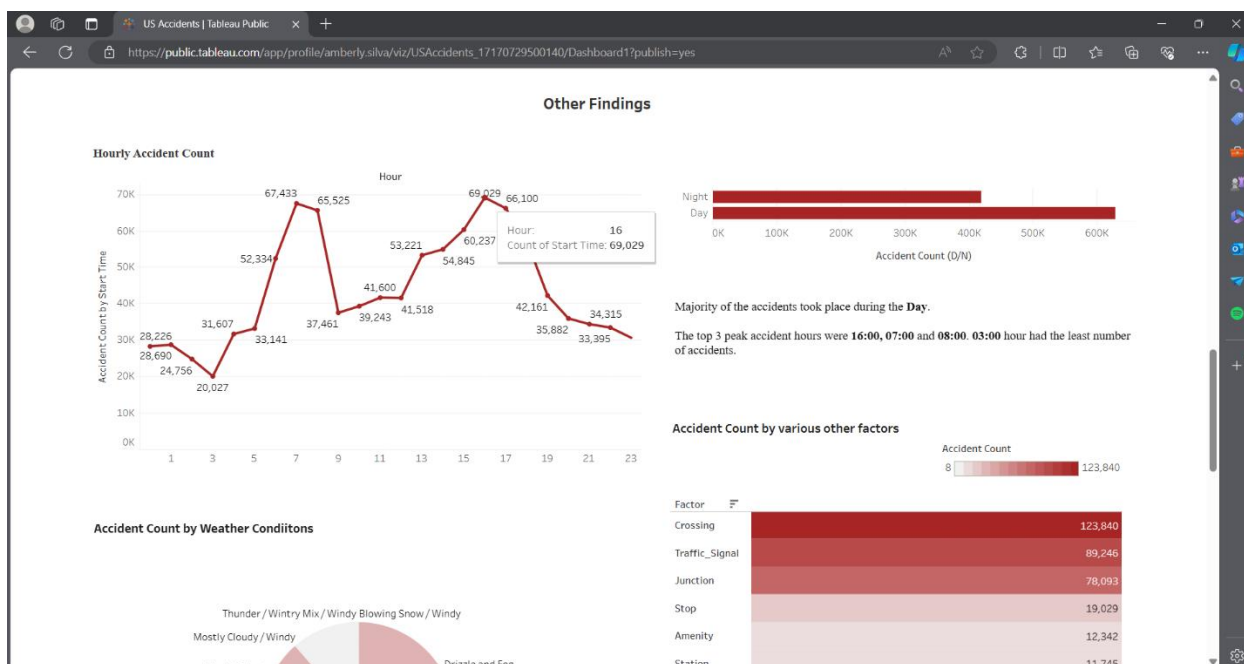 US Accidents | Tableau Public
https://public.tableau.com/app/profile/amberly.silva/viz/USAccidents_17170729500140/Dashboard1?publish=yes
Other Findings
Hourly Accident Count
Hour
Accident Count by Start Time
70K
60K
50K
40K
30K
20K
10K
0K
28,226
28,690
24,756
20,027
31,607
33,141
52,334
67,433
65,525
37,461
39,243
41,600
41,518
53,221
54,845
60,237
69,029
66,100
42,161
35,882
34,315
33,395
Hour: 16
Count of Start Time: 69,029
1 3 5 7 9 11 13 15 17 19 21 23
Night
Day
0K 100K 200K 300K 400K 500K 600K
Accident Count (D/N)
Majority of the accidents took place during the Day.
The top 3 peak accident hours were 16:00, 07:00 and 08:00. 03:00 hour had the least number
of accidents.
Accident Count by various other factors
Accident Count
8 123,840
Factor
Crossing 123,840
Traffic_Signal 89,246
Junction 78,093
Stop 19,029
Amenity 12,342
Station 11,745
Accident Count by Weather Condiitons
Thunder / Wintry Mix / Windy Blowing Snow / Windy
Mostly Cloudy / Windy
Drizzle and Fog